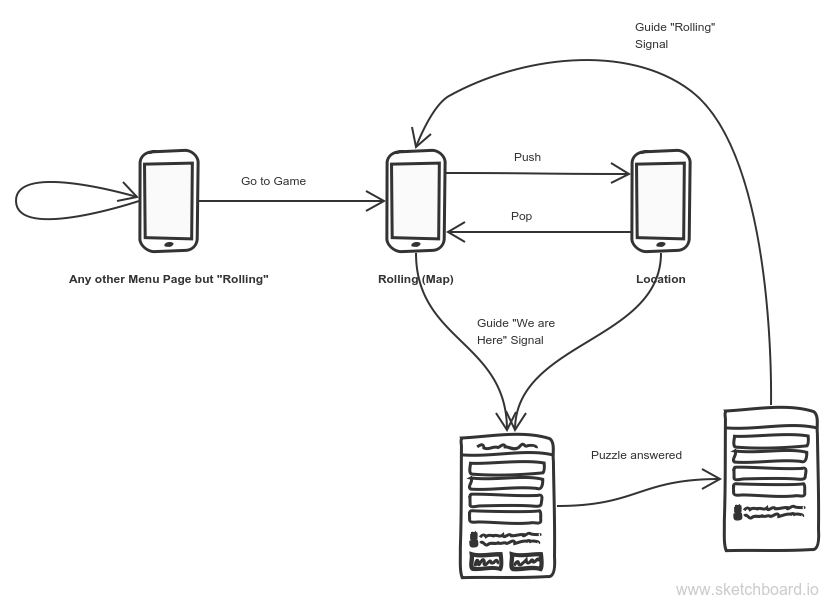 Guide "Rolling"
Signal
Push
Go to Game
Pop
Any other Menu Page but "Rolling"
Rolling (Map)
Location
Guide "We are
Here" Signal
Puzzle answered
www.sketchboard.io